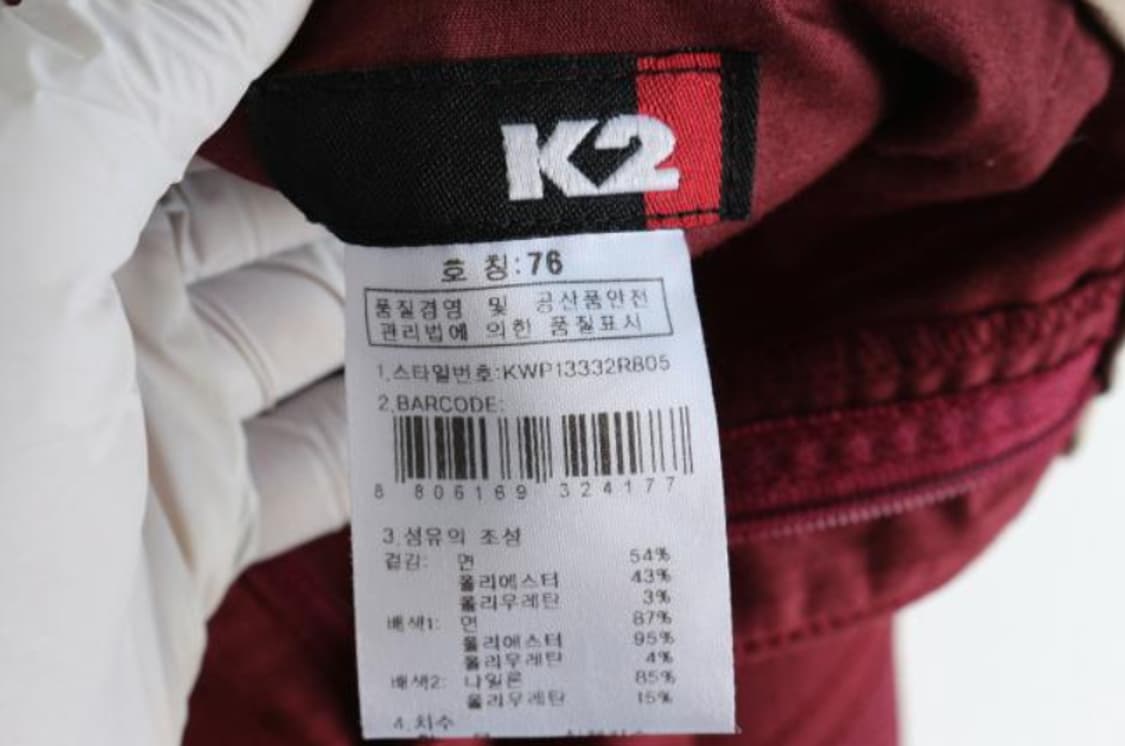 K2
호 칭:76
품질경영 및 공산품안전
관리법에 의한 품질표시
1.스타일번호:KWP13332R805
2.BARCODE:
8 806169 324177
3.섬유의 조성
겉감: 면 54%
폴리에스터 43%
폴리우레탄 3%
배색1: 면 87%
폴리에스터 95%
폴리우레탄 4%
배색2: 나일론 85%
폴리우레탄 15%
4.치수